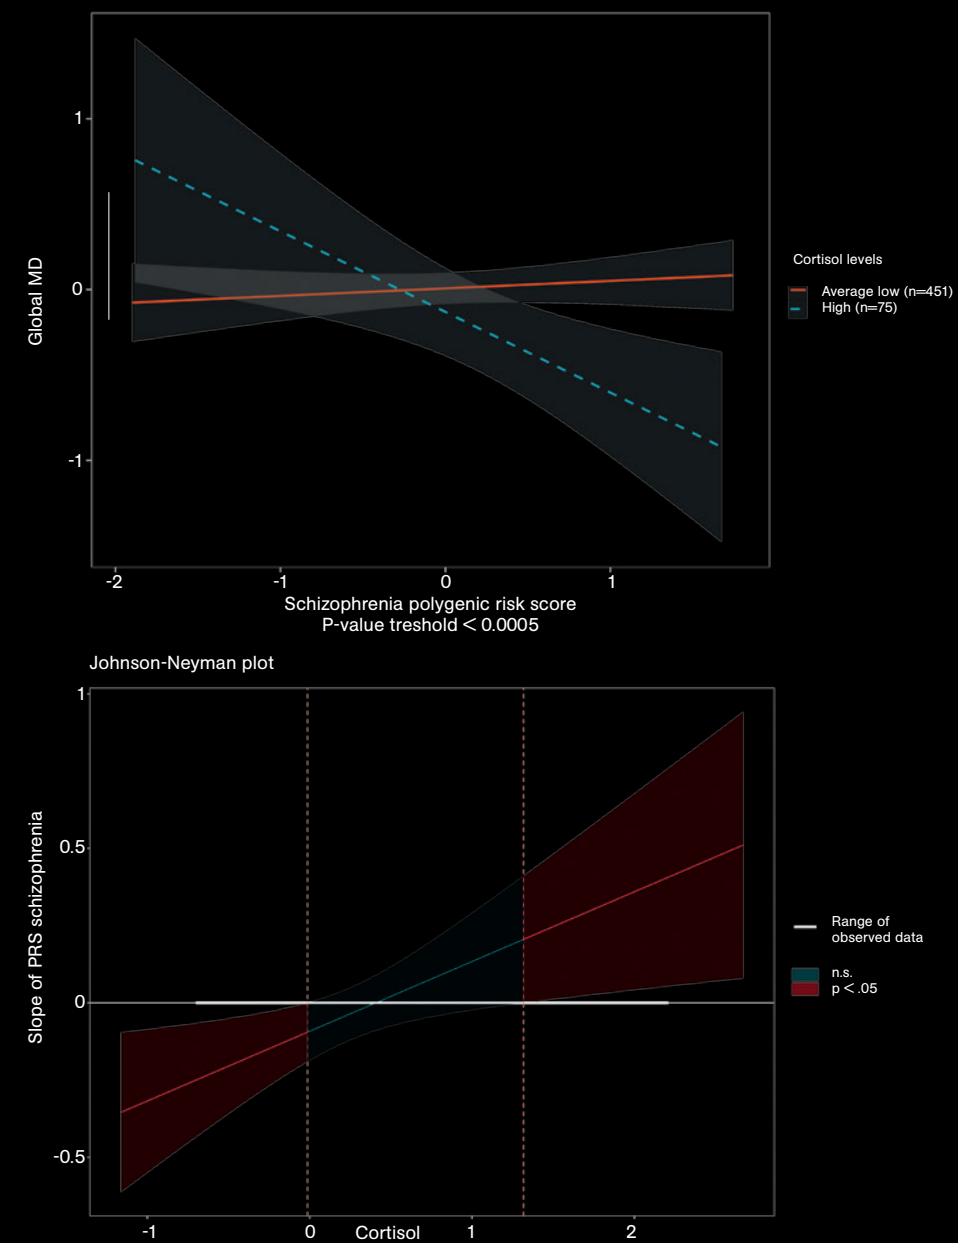 1
0
-1
Global MD
-2
-1
0
1
Schizophrenia polygenic risk score
P-value treshold < 0.0005
Cortisol levels
Average low (n=451)
High (n=75)
Johnson-Neyman plot
1
0.5
0
-0.5
Slope of PRS schizophrenia
-1
0
Cortisol
1
2
Range of
observed data
n.s.
p < .05